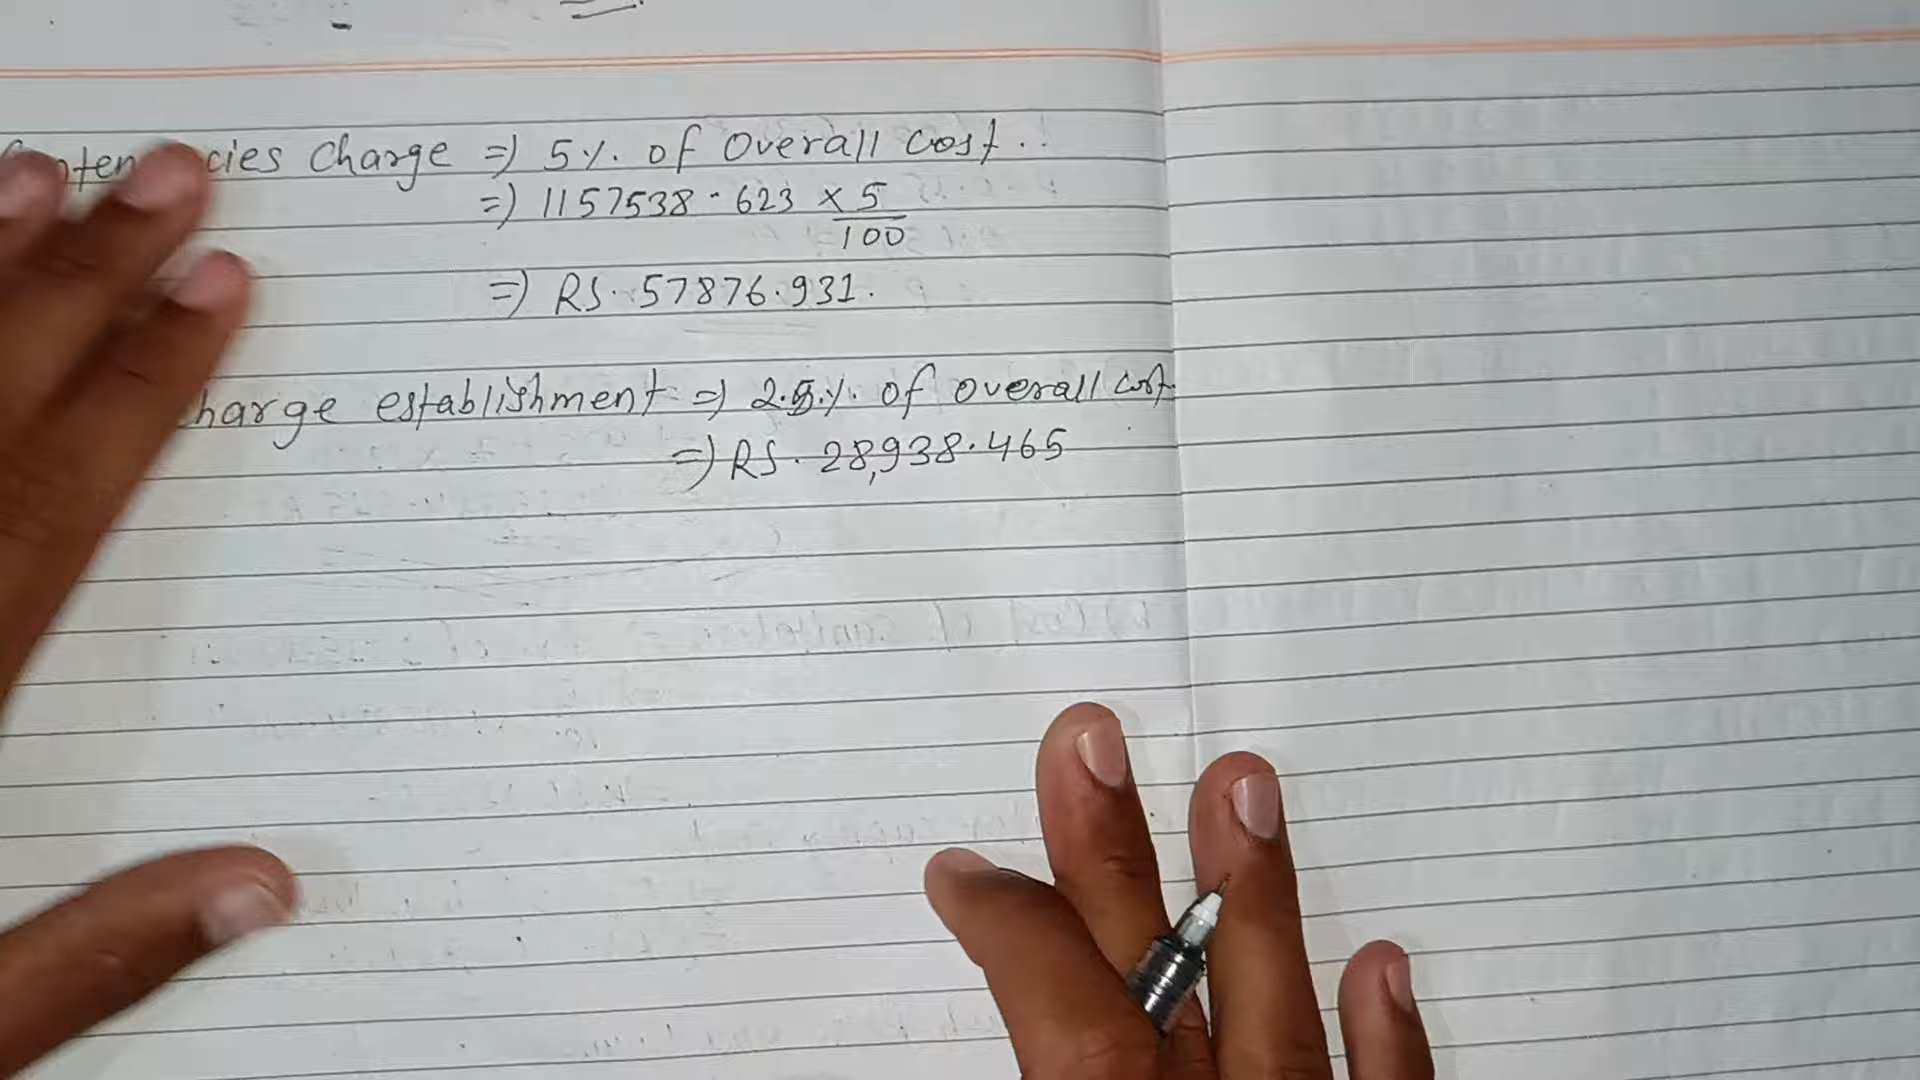 cies Charge => 5%. of Overall cost.
=> 1157538.623 × 5
100
=> RS. 57876.931.
harge establishment => 2.5%. of overall cost.
=> RS. 28,938.465